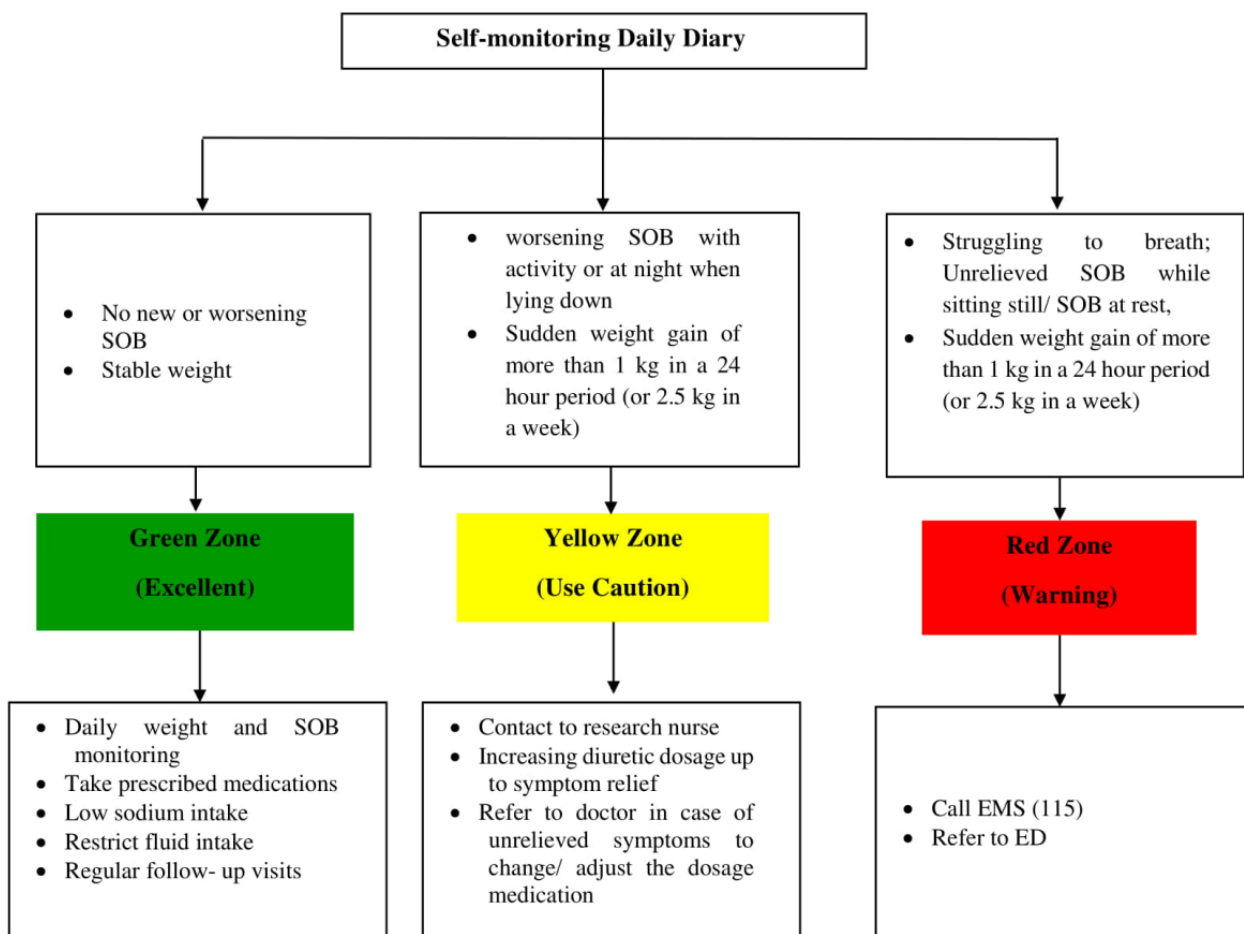 Self-monitoring Daily Diary
• No new or worsening
SOB
• Stable weight
• worsening SOB with
activity or at night when
lying down
• Sudden weight gain of
more than 1 kg in a 24
hour period (or 2.5 kg in
a week)
• Struggling to breath;
Unrelieved SOB while
sitting still/ SOB at rest,
• Sudden weight gain of
more than 1 kg in a 24 hour period
(or 2.5 kg in a week)
Green Zone
(Excellent)
Yellow Zone
(Use Caution)
Red Zone
(Warning)
• Daily weight and SOB
monitoring
• Take prescribed medications
• Low sodium intake
• Restrict fluid intake
• Regular follow- up visits
• Contact to research nurse
• Increasing diuretic dosage up
to symptom relief
• Refer to doctor in case of
unrelieved symptoms to
change/ adjust the dosage
medication
• Call EMS (115)
• Refer to ED